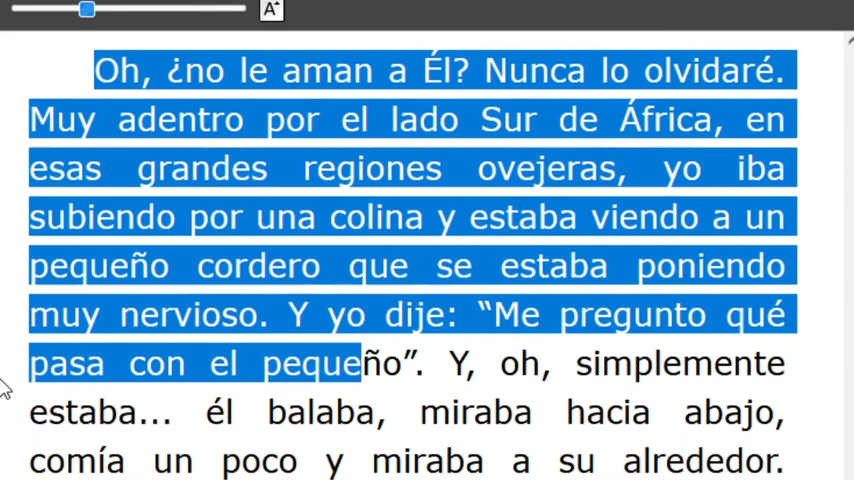 A
Oh, ¿no le aman a Él? Nunca lo olvidaré.
Muy adentro por el lado Sur de África, en
esas grandes regiones ovejeras, yo iba
subiendo por una colina y estaba viendo a un
pequeño cordero que se estaba poniendo
muy nervioso. Y yo dije: “Me pregunto qué
pasa con el pequeño”. Y, oh, simplemente
estaba... él balaba, miraba hacia abajo,
comía un poco y miraba a su alrededor.